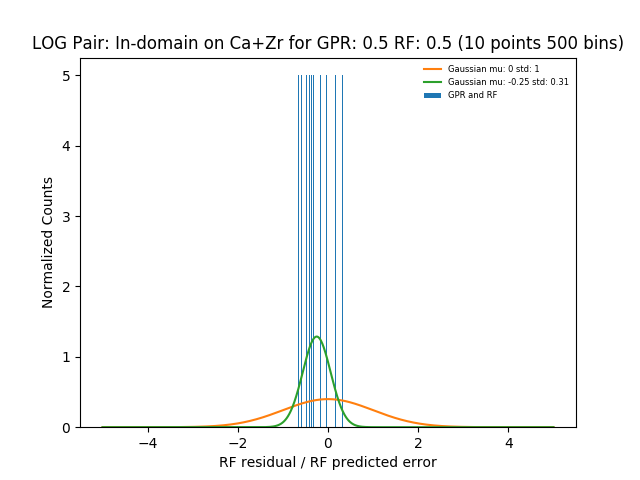 LOG Pair: In-domain on Ca+Zr for GPR: 0.5 RF: 0.5 (10 points 500 bins)
Gaussian mu: 0 std: 1
Gaussian mu: -0.25 std: 0.31
GPR and RF
Normalized Counts
5
4
3
2
1
0
−4 −2 0 2 4
RF residual / RF predicted error